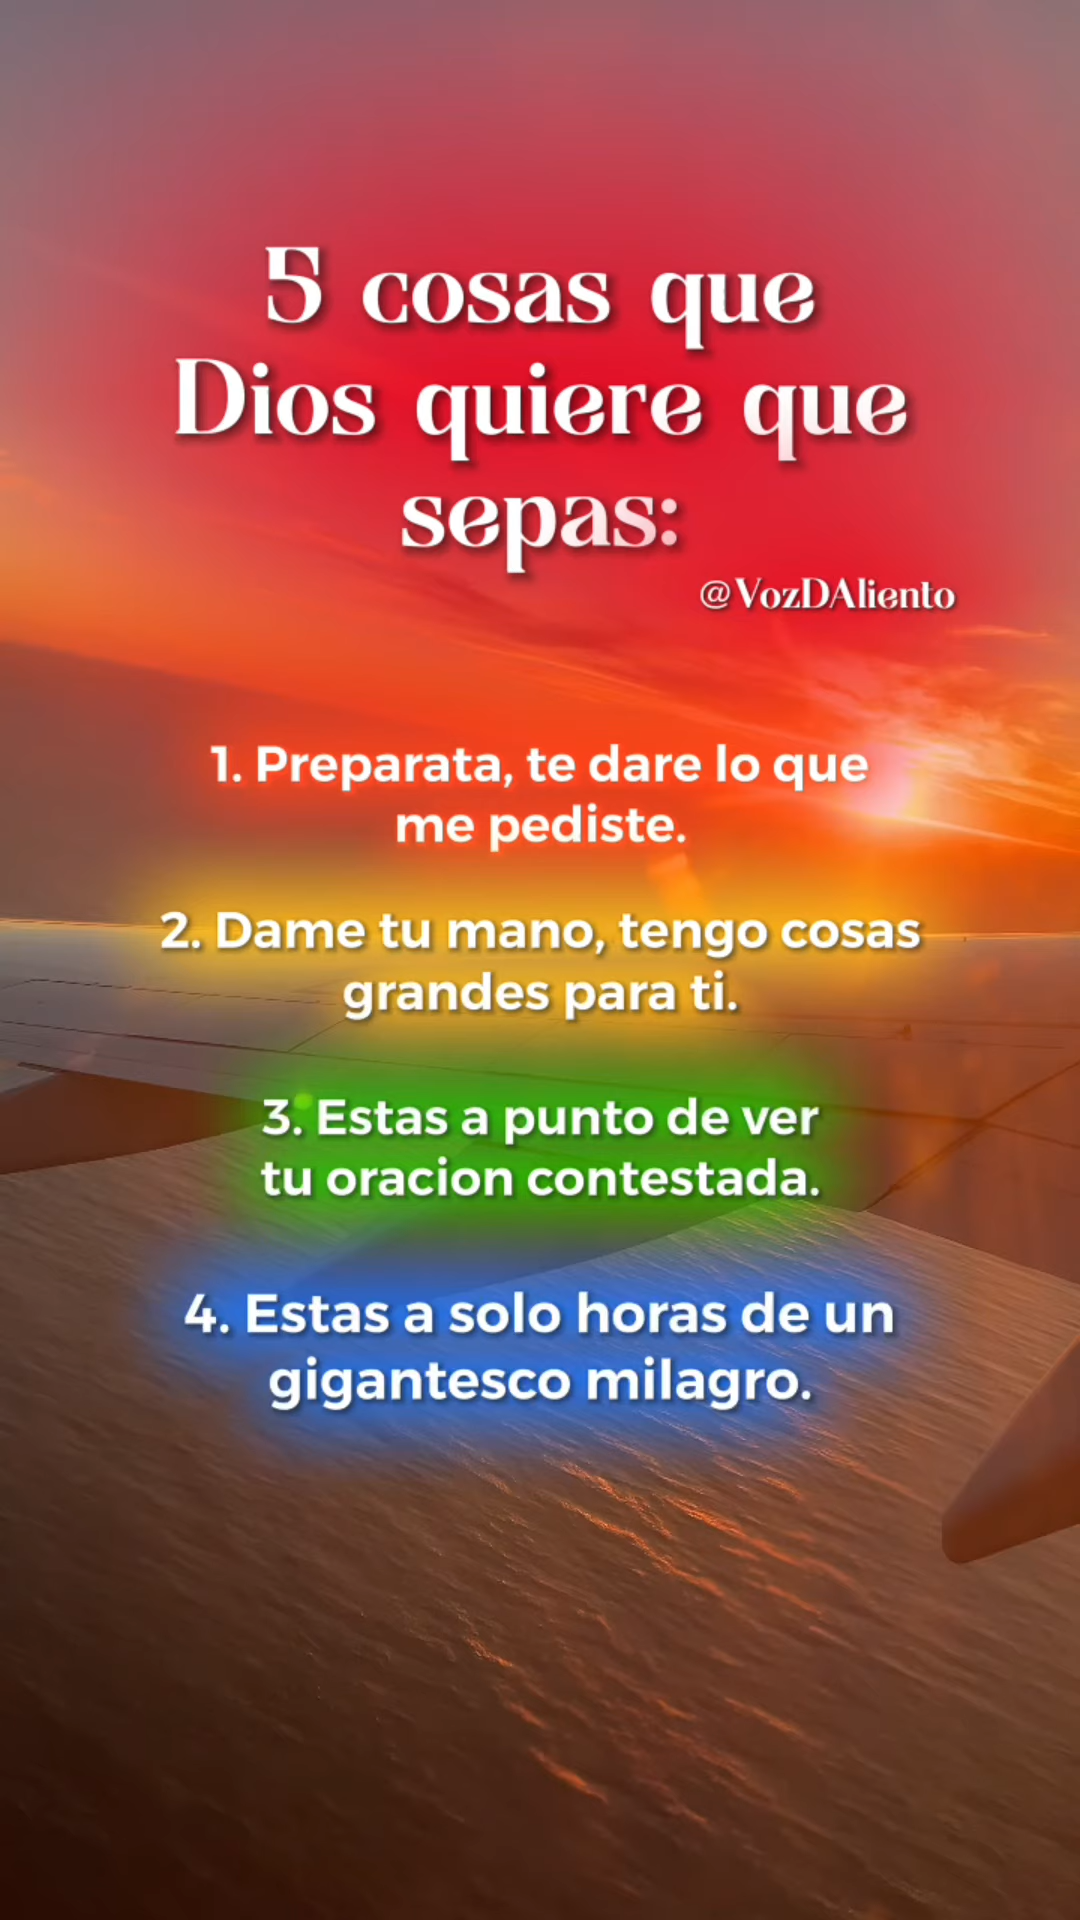 5 cosas que
Dios quiere que
sepas:
@VozDAliento
1. Preparata, te dare lo que
me pediste.
2. Dame tu mano, tengo cosas
grandes para ti.
3. Estas a punto de ver
tu oracion contestada.
4. Estas a solo horas de un
gigantesco milagro.